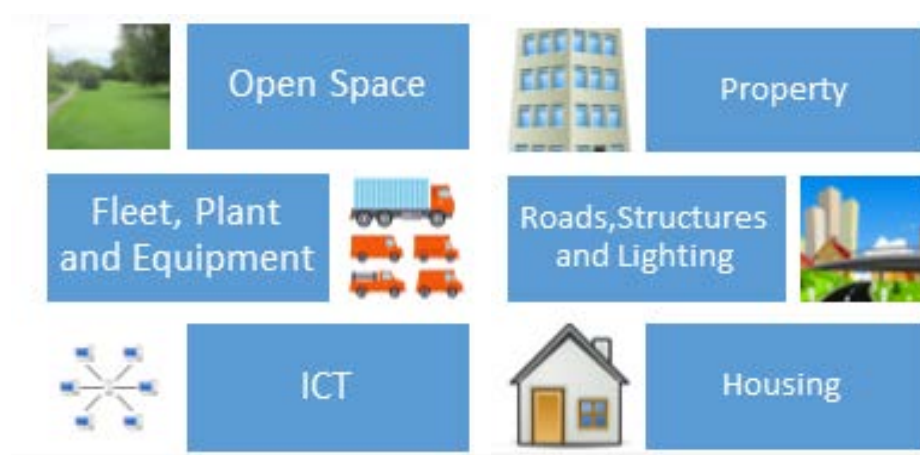 Open Space
Property
Fleet, Plant
and Equipment
Roads,Structures
and Lighting
ICT
Housing